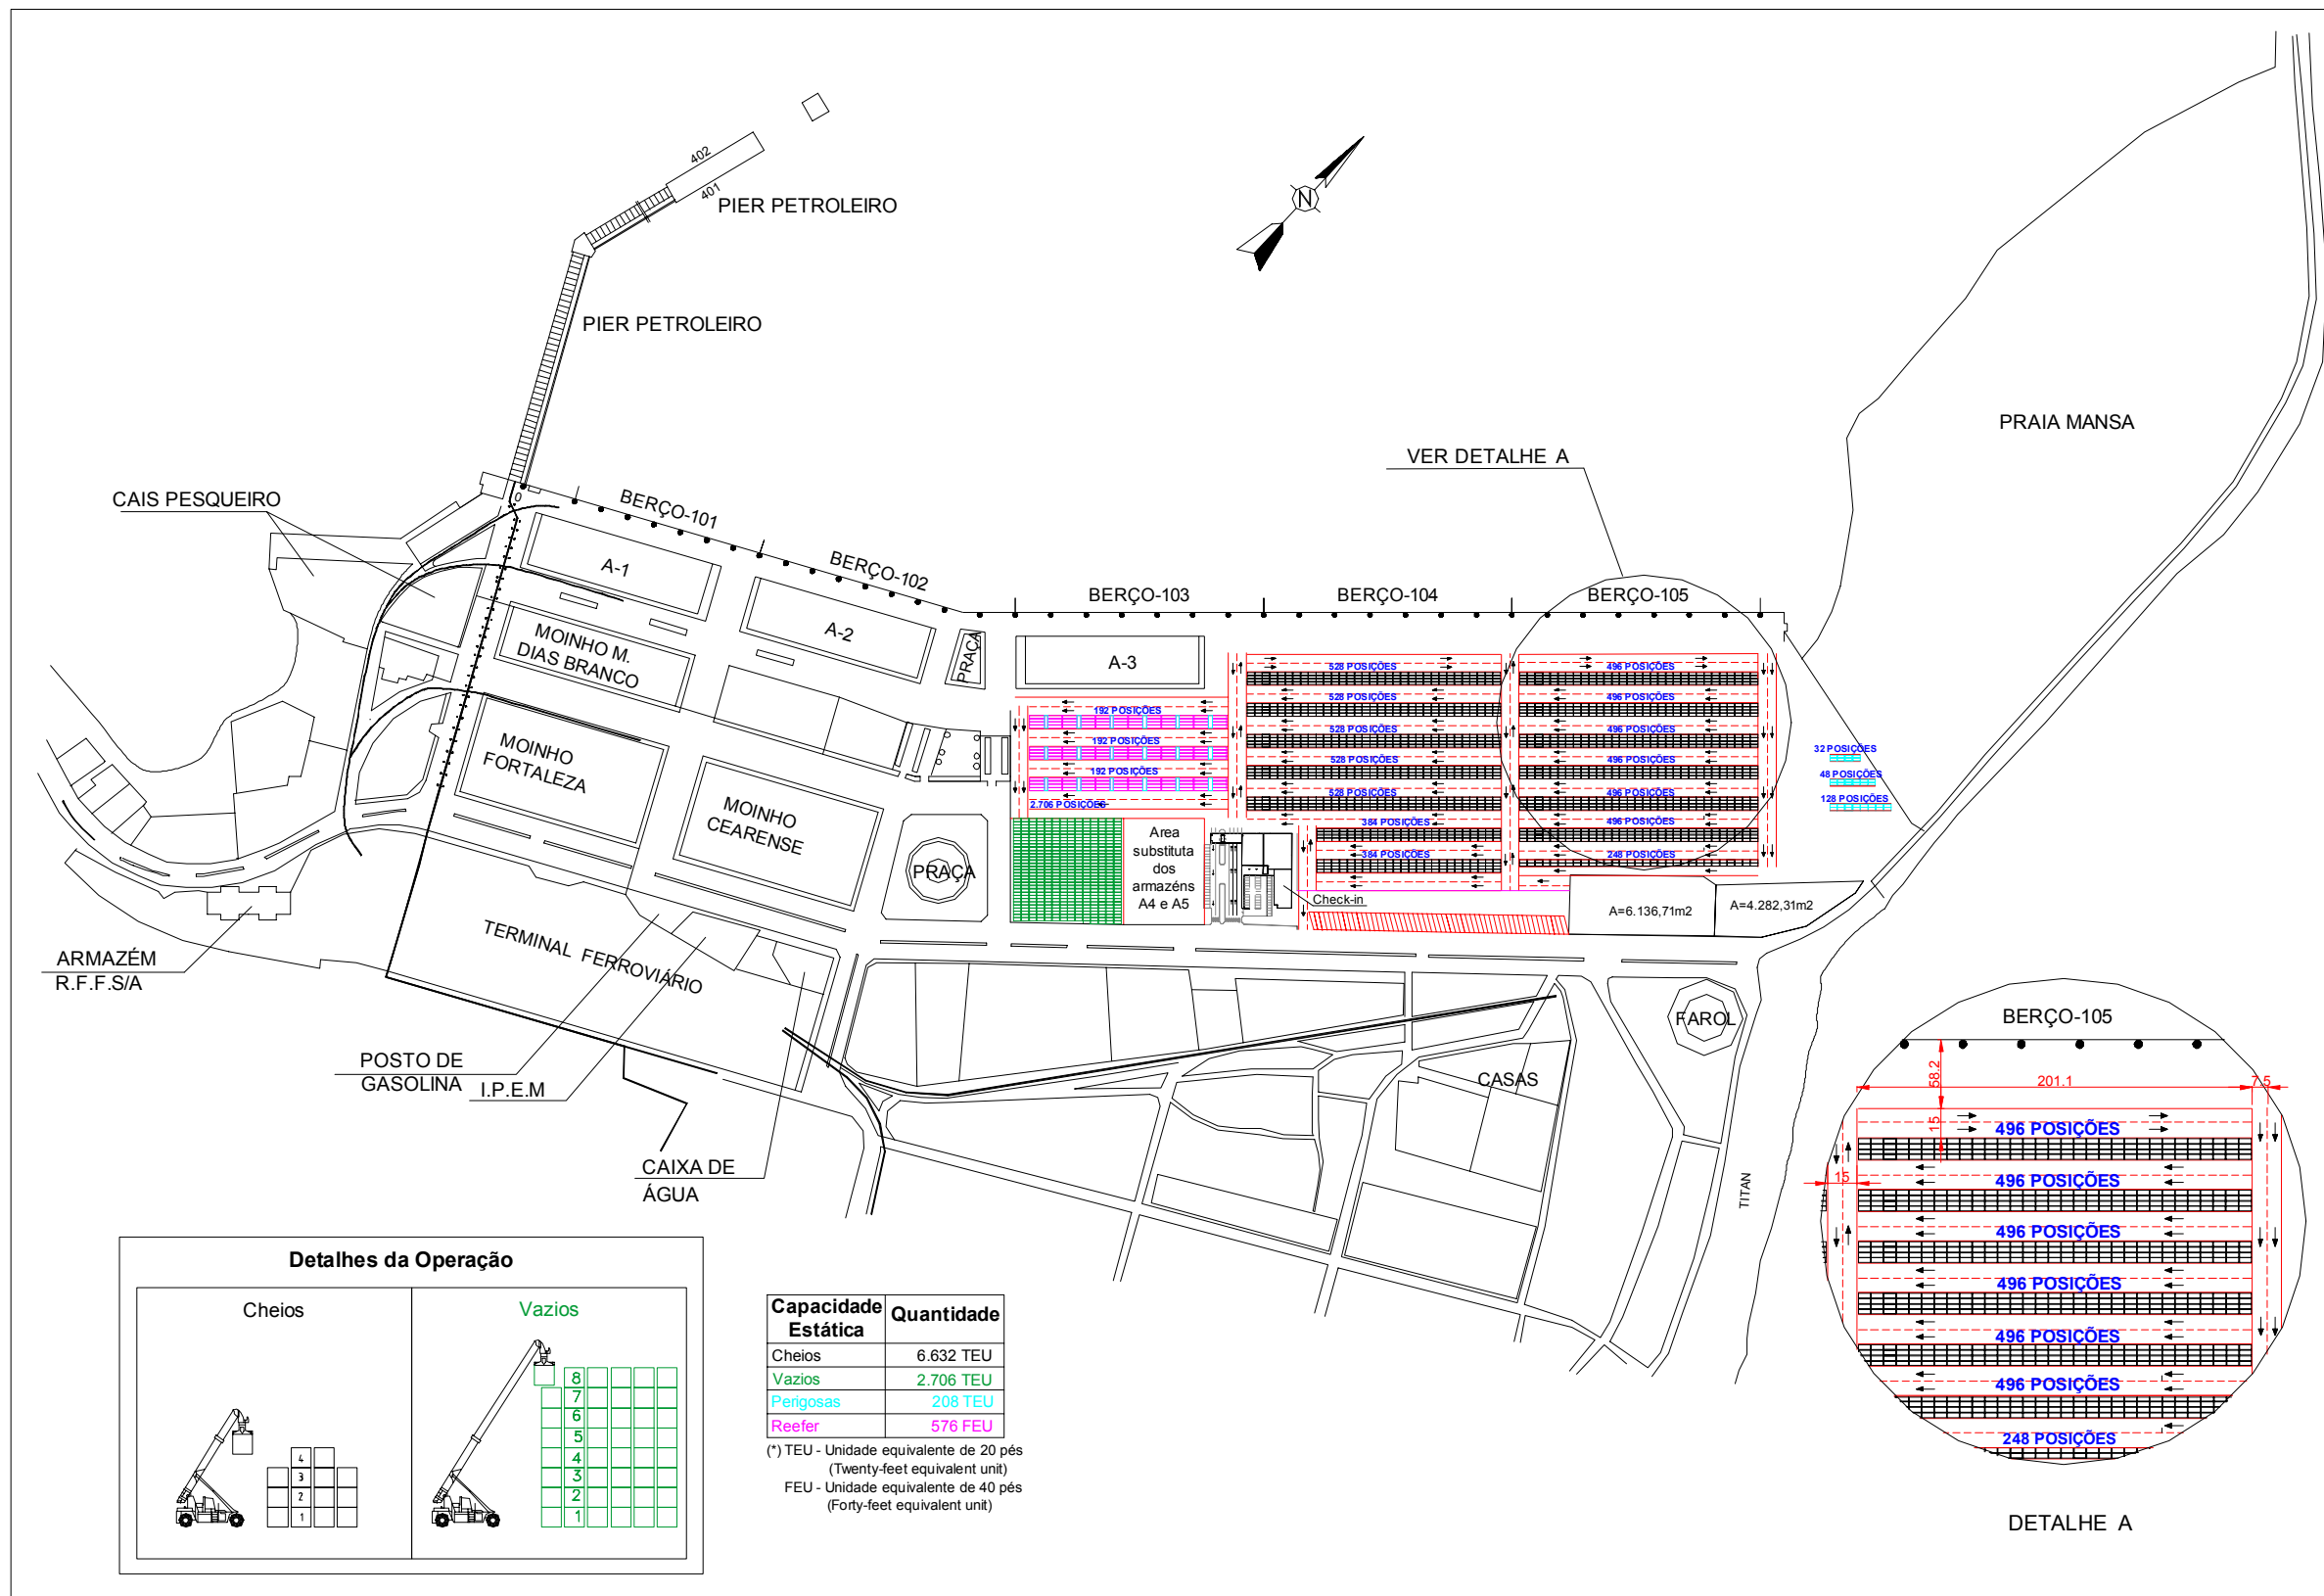 402
401
PIER PETROLEIRO
N
PIER PETROLEIRO
PRAIA MANSA
VER DETALHE A
CAIS PESQUEIRO
0
BERÇO-101
BERÇO-102
BERÇO-103
BERÇO-104
BERÇO-105
A-1
A-2
A-3
PRAÇA
MOINHO M.
DIAS BRANCO
MOINHO
FORTALEZA
MOINHO
CEARENSE
PRAÇA
192 POSIÇÕES
192 POSIÇÕES
192 POSIÇÕES
2.706 POSIÇÕES
528 POSIÇÕES
528 POSIÇÕES
528 POSIÇÕES
528 POSIÇÕES
528 POSIÇÕES
384 POSIÇÕES
384 POSIÇÕES
496 POSIÇÕES
496 POSIÇÕES
496 POSIÇÕES
496 POSIÇÕES
496 POSIÇÕES
496 POSIÇÕES
248 POSIÇÕES
32 POSIÇÕES
48 POSIÇÕES
128 POSIÇÕES
Area
substituta
dos
armazéns
A4 e A5
Check-in
A=6.136,71m2
A=4.282,31m2
ARMAZÉM
R.F.F.S/A
TERMINAL FERROVIÁRIO
POSTO DE
GASOLINA
I.P.E.M
CAIXA DE
ÁGUA
FAROL
CASAS
TITAN
BERÇO-105
58.2
201.1
7.5
15
15
496 POSIÇÕES
496 POSIÇÕES
496 POSIÇÕES
496 POSIÇÕES
496 POSIÇÕES
496 POSIÇÕES
248 POSIÇÕES
DETALHE A
Detalhes da Operação
Cheios
4
3
2
1
Vazios
8
7
6
5
4
3
2
1
Capacidade Estática Quantidade
Cheios 6.632 TEU
Vazios 2.706 TEU
Perigosas 208 TEU
Reefer 576 FEU
(*) TEU - Unidade equivalente de 20 pés
(Twenty-feet equivalent unit)
FEU - Unidade equivalente de 40 pés
(Forty-feet equivalent unit)